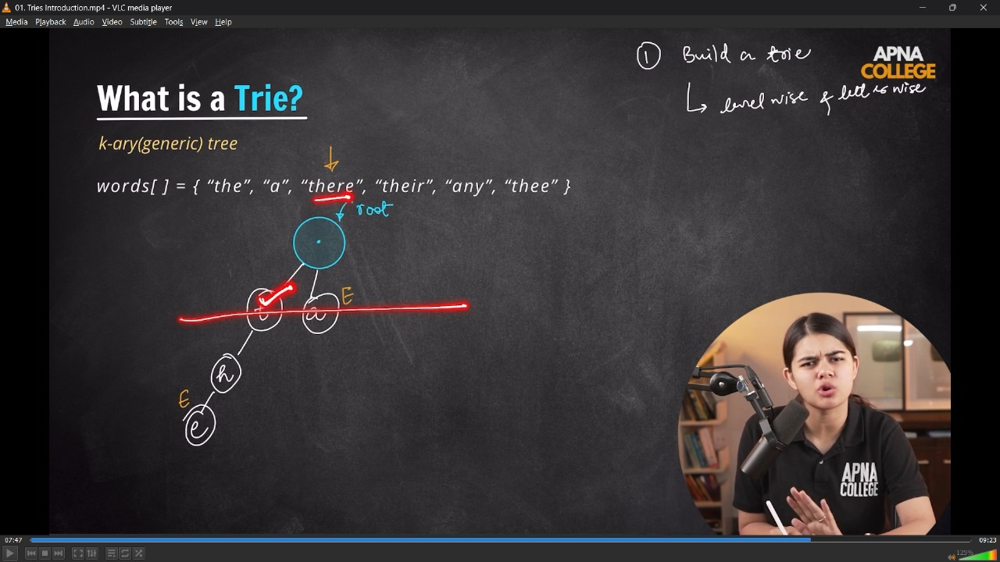 01. Tries Introduction.mp4 - VLC media player
Media Playback Audio Video Subtitle Tools View Help
① Build a trie
APNA
COLLEGE
↳ level wise & letter wise
What is a Trie?
k-ary(generic) tree
words[ ] = { “the”, “a”, “there”, “their”, “any”, “thee” }
root
t a E
h
E
e
APNA
COLLEGE
07:47 09:23
125%